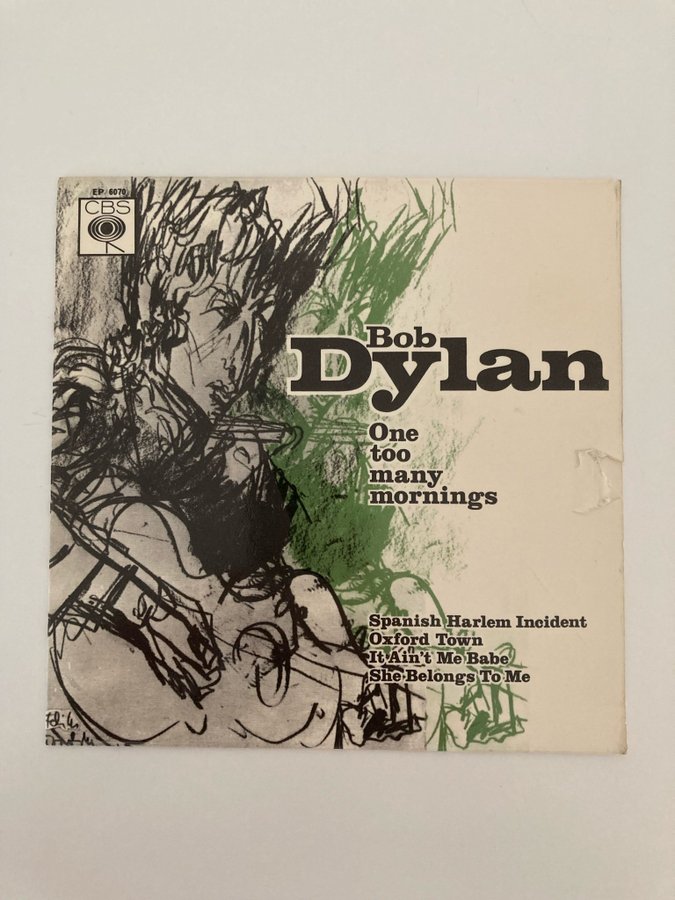 EP 6070
CBS
Bob
Dylan
One
too
many
mornings
Spanish Harlem Incident
Oxford Town
It Ain't Me Babe
She Belongs To Me